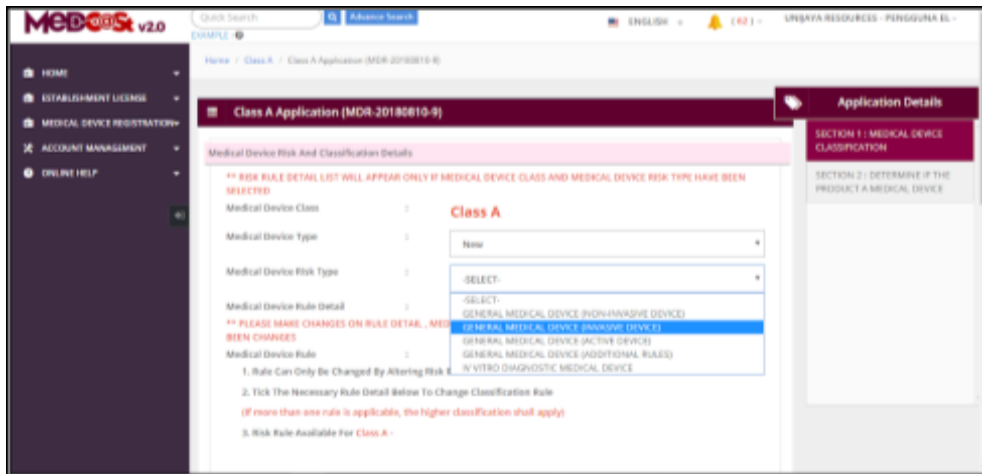 MeDC@St v2.0
Quick Search
Advance Search
ENGLISH
(62)
UNIJAYA RESOURCES - PENGGUNA EL -
EXAMPLE
Home / Class A / Class A Application (MDR-20180810-9)
HOME
ESTABLISHMENT LICENSE
MEDICAL DEVICE REGISTRATION
ACCOUNT MANAGEMENT
ONLINE HELP
Class A Application (MDR-20180810-9)
Medical Device Risk And Classification Details
** RISK RULE DETAIL LIST WILL APPEAR ONLY IF MEDICAL DEVICE CLASS AND MEDICAL DEVICE RISK TYPE HAVE BEEN
SELECTED
Medical Device Class : Class A
Medical Device Type : New
Medical Device Risk Type : -SELECT-
-SELECT-
GENERAL MEDICAL DEVICE (NON-INVASIVE DEVICE)
GENERAL MEDICAL DEVICE (INVASIVE DEVICE)
GENERAL MEDICAL DEVICE (ACTIVE DEVICE)
GENERAL MEDICAL DEVICE (ADDITIONAL RULES)
IV VITRO DIAGNOSTIC MEDICAL DEVICE
Medical Device Rule Detail :
** PLEASE MAKE CHANGES ON RULE DETAIL , MED
BEEN CHANGES
Medical Device Rule :
1. Rule Can Only Be Changed By Altering Risk
2. Tick The Necessary Rule Detail Below To Change Classification Rule
(If more than one rule is applicable, the higher classification shall apply)
3. Risk Rule Available For Class A -
Application Details
SECTION 1 : MEDICAL DEVICE
CLASSIFICATION
SECTION 2 : DETERMINE IF THE
PRODUCT A MEDICAL DEVICE